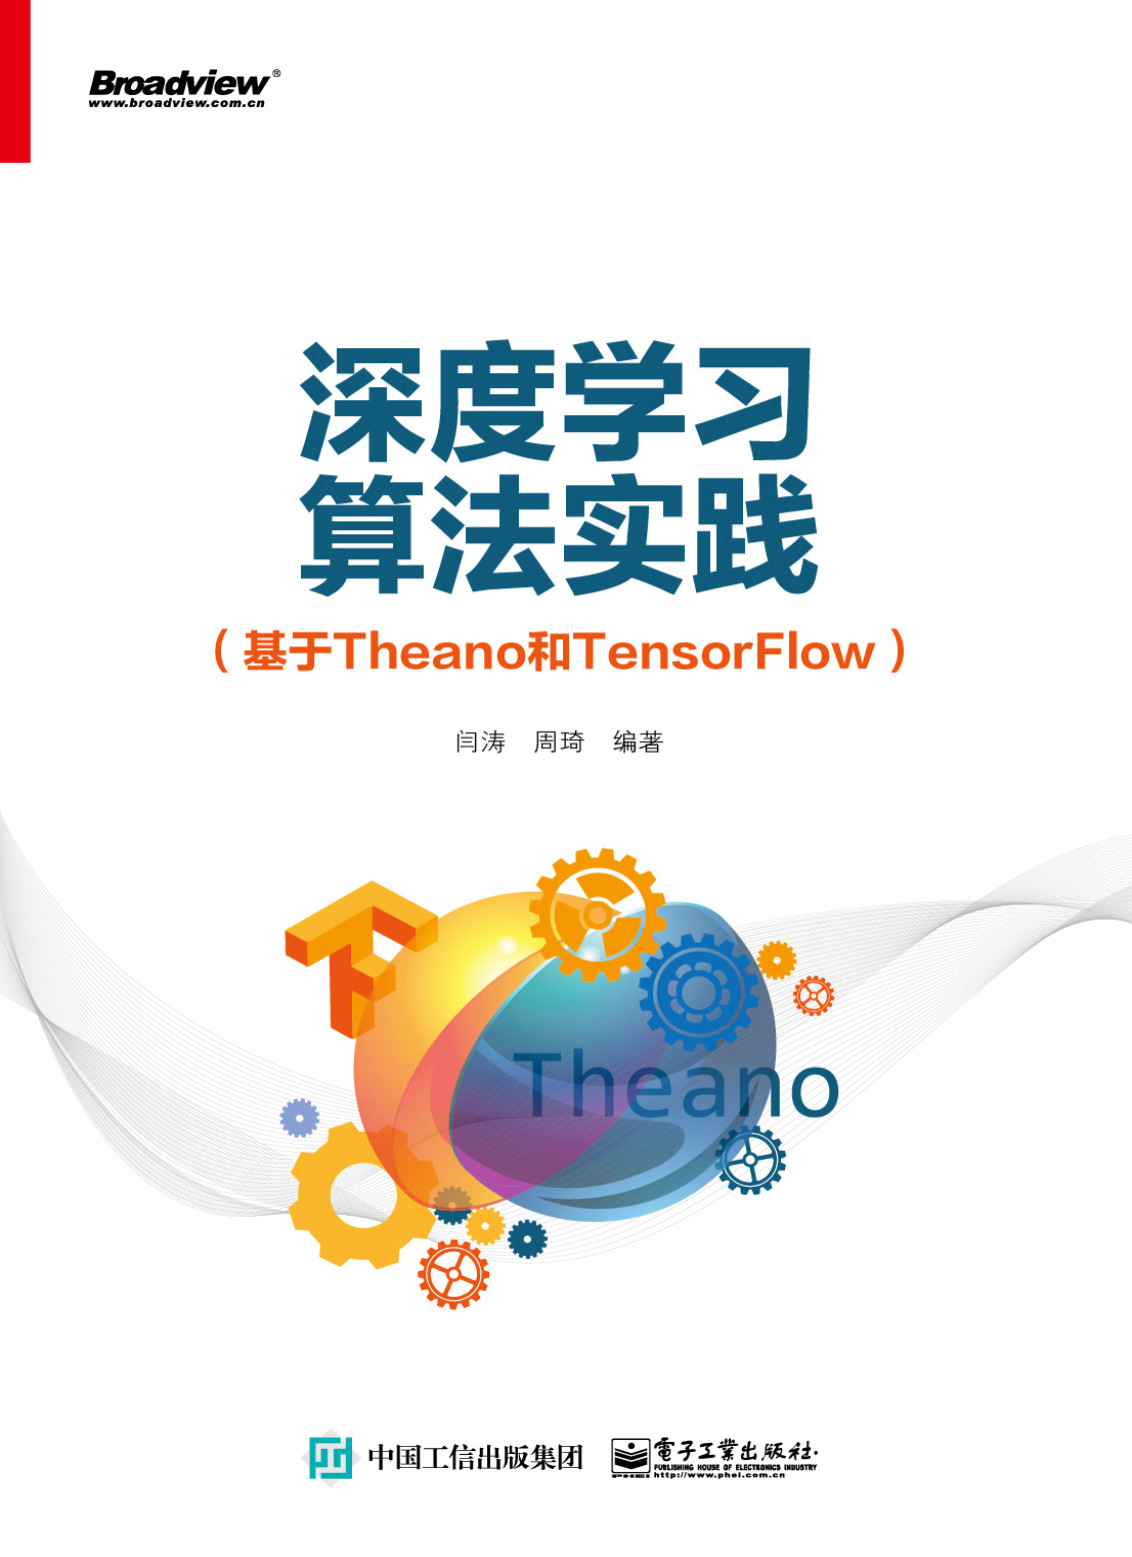 Broadview®
www.broadview.com.cn
深度学习
算法实践
（基于Theano和TensorFlow）
闫涛 周琦 编著
Theano
中国工信出版集团
電子工業出版社·
PUBLISHING HOUSE OF ELECTRONICS INDUSTRY
PHEI http://www.phei.com.cn